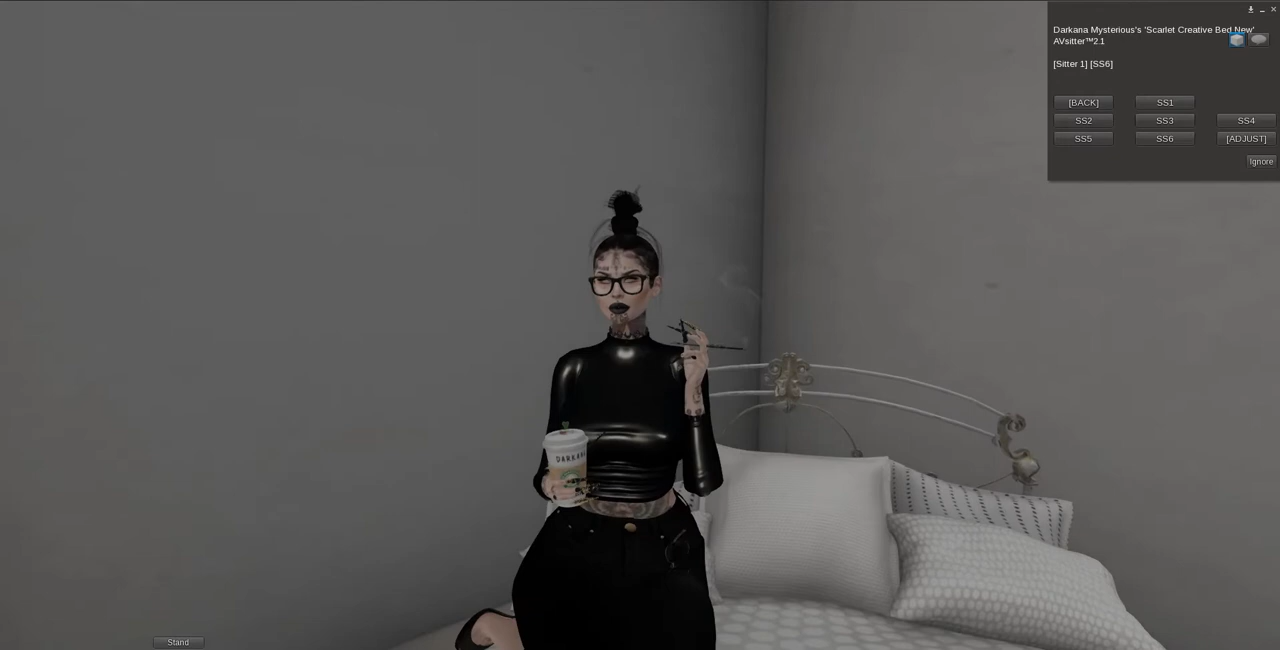 Darkana Mysterious's 'Scarlet Creative Bed New'
AVsitter™2.1
[Sitter 1] [SS6]
[BACK] SS1
SS2 SS3 SS4
SS5 SS6 [ADJUST]
Ignore
DARKANA
Stand